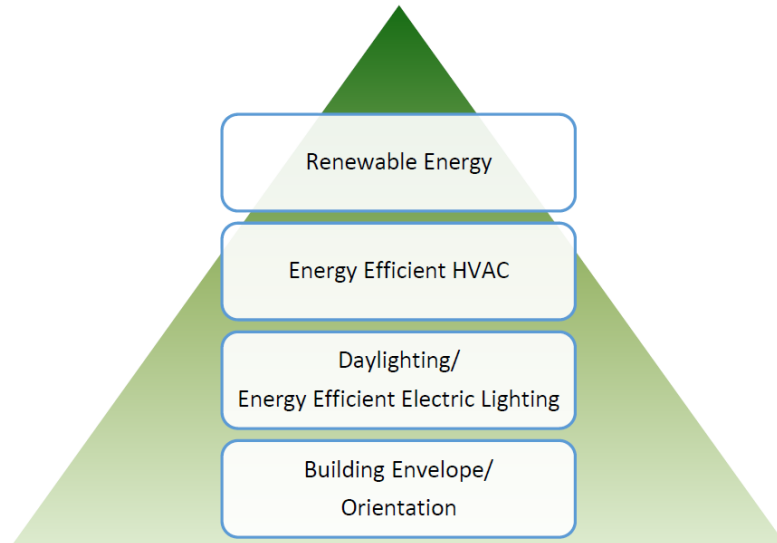 Renewable Energy
Energy Efficient HVAC
Daylighting/
Energy Efficient Electric Lighting
Building Envelope/
Orientation